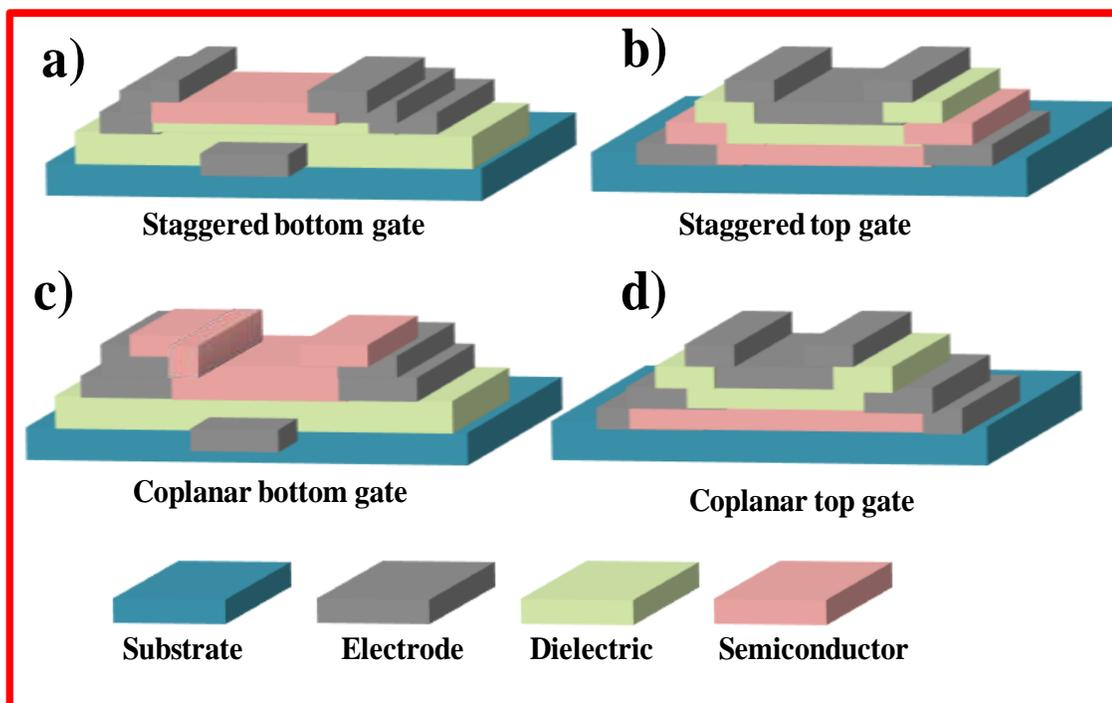 a)
b)
Staggered bottom gate
Staggered top gate
c)
d)
Coplanar bottom gate
Coplanar top gate
Substrate
Electrode
Dielectric
Semiconductor